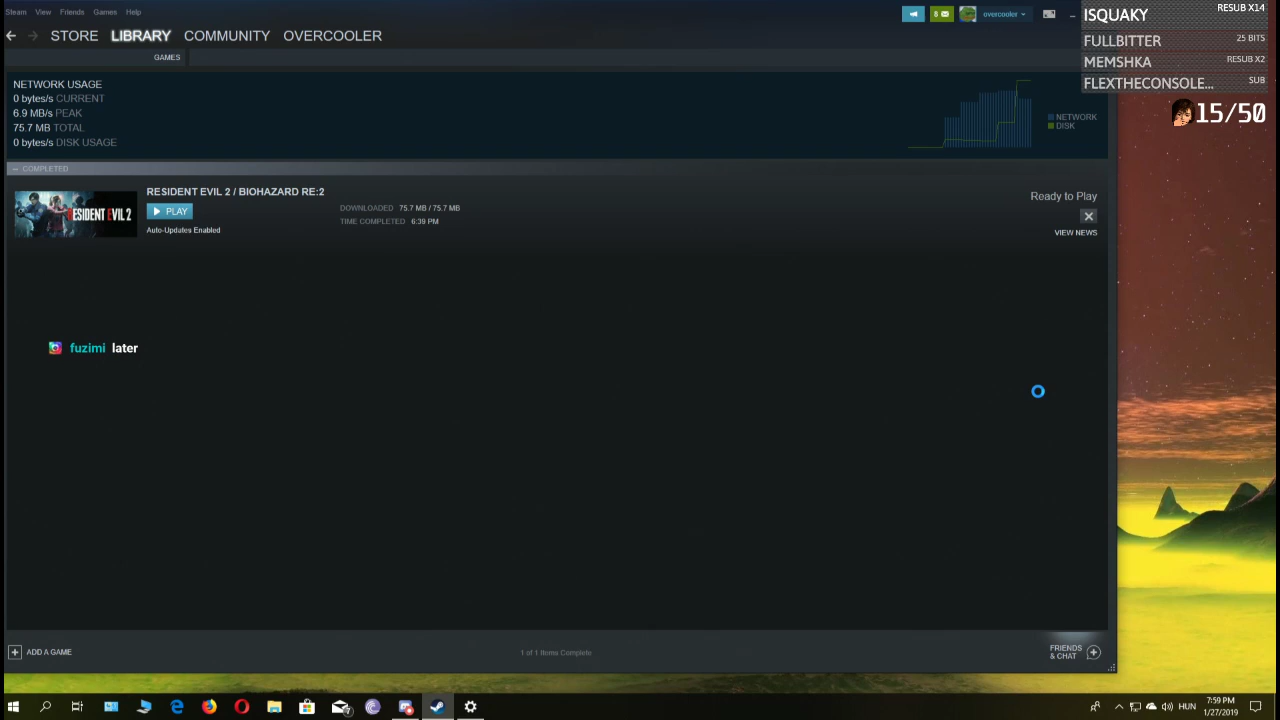 Steam View Friends Games Help
overcooler
8
STORE LIBRARY COMMUNITY OVERCOOLER
GAMES
NETWORK USAGE
0 bytes/s CURRENT
6.9 MB/s PEAK
75.7 MB TOTAL
0 bytes/s DISK USAGE
NETWORK
DISK
ISQUAKY RESUB X14
FULLBITTER 25 BITS
MEMSHKA RESUB X2
FLEXTHECONSOLE... SUB
15/50
COMPLETED
RESIDENT EVIL 2
RESIDENT EVIL 2 / BIOHAZARD RE:2
PLAY
Auto-Updates Enabled
DOWNLOADED 75.7 MB / 75.7 MB
TIME COMPLETED 6:39 PM
Ready to Play
VIEW NEWS
fuzimi later
ADD A GAME
1 of 1 Items Complete
FRIENDS
& CHAT
HUN
7:59 PM
1/27/2019